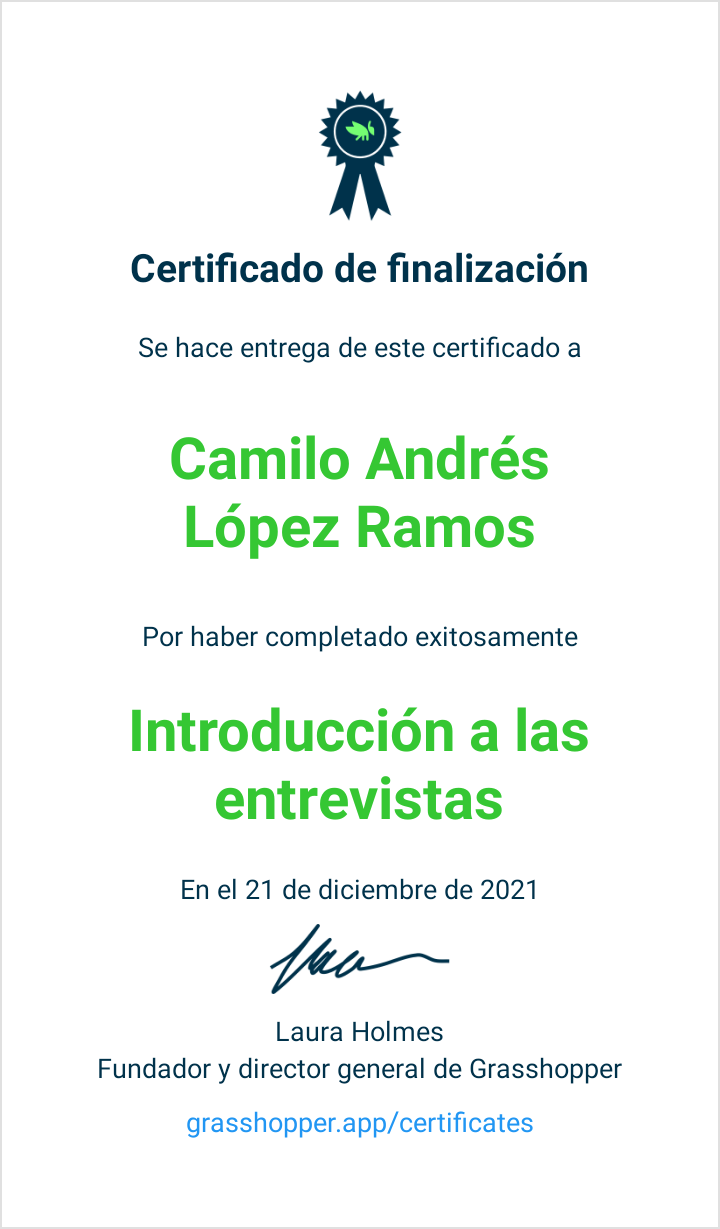 Certificado de finalización
Se hace entrega de este certificado a
Camilo Andrés
López Ramos
Por haber completado exitosamente
Introducción a las
entrevistas
En el 21 de diciembre de 2021
Laura Holmes
Fundador y director general de Grasshopper
grasshopper.app/certificates